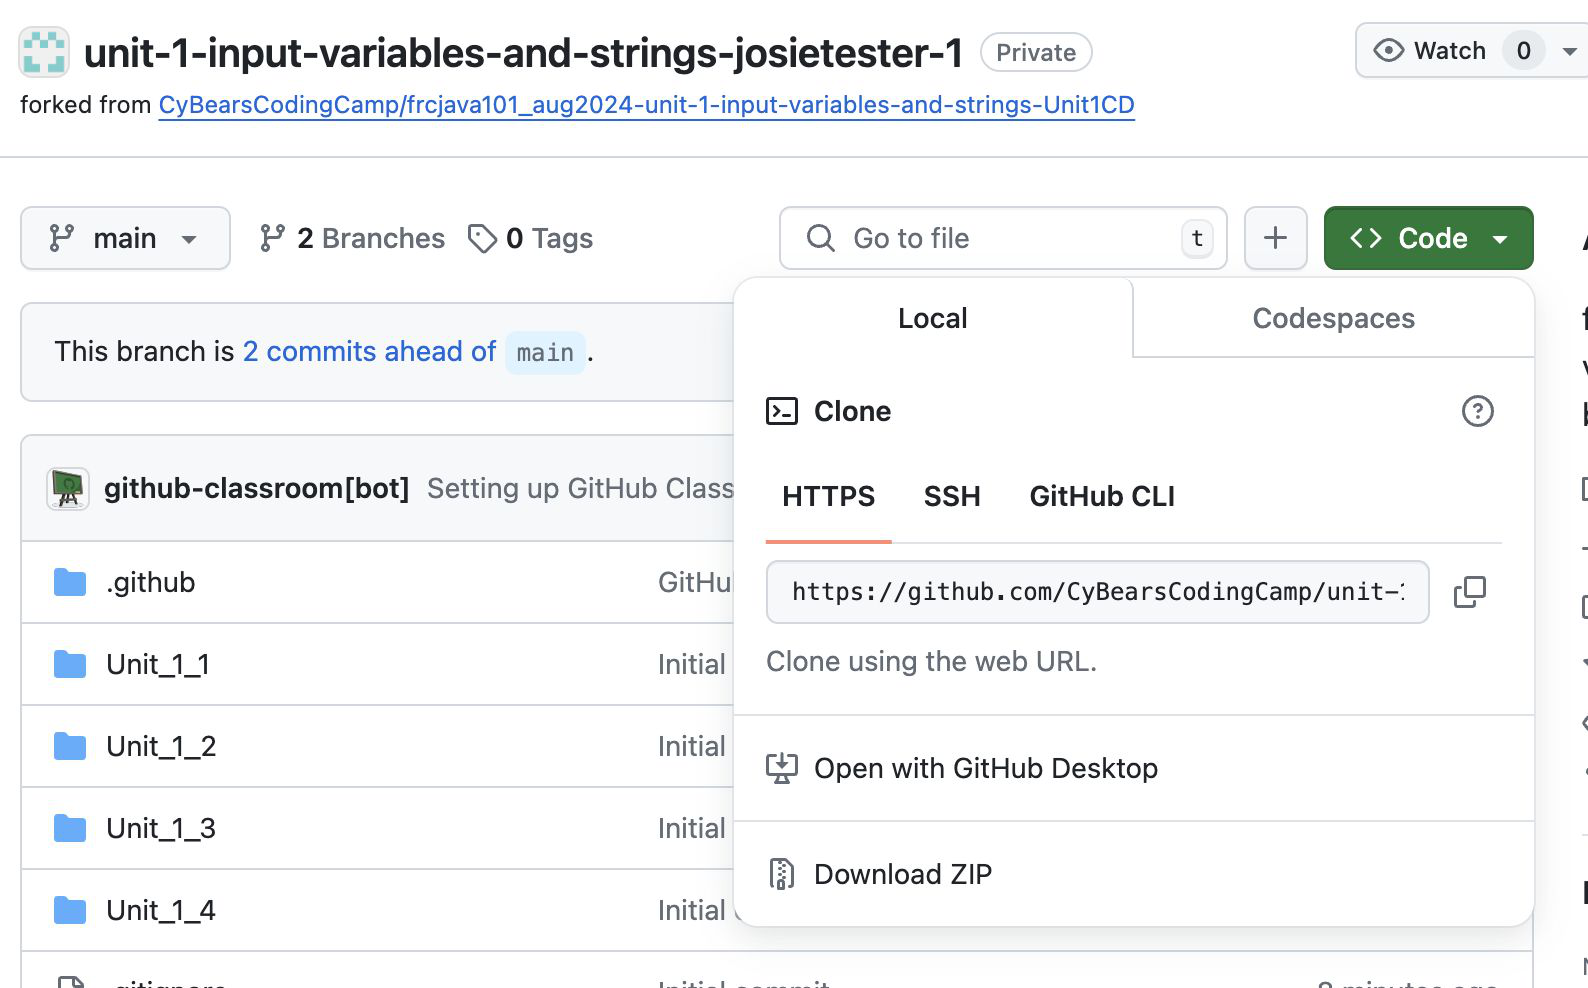 unit-1-input-variables-and-strings-josietester-1 Private Watch 0
forked from CyBearsCodingCamp/frcjava101_aug2024-unit-1-input-variables-and-strings-Unit1CD
main 2 Branches 0 Tags Go to file t + <> Code
Local Codespaces
This branch is 2 commits ahead of main .
Clone
github-classroom[bot] Setting up GitHub Class
HTTPS SSH GitHub CLI
.github GitHu
https://github.com/CyBearsCodingCamp/unit-1
Clone using the web URL.
Unit_1_1 Initial
Unit_1_2 Initial
Open with GitHub Desktop
Unit_1_3 Initial
Download ZIP
Unit_1_4 Initial
.gitignore Initial commit minutes ago